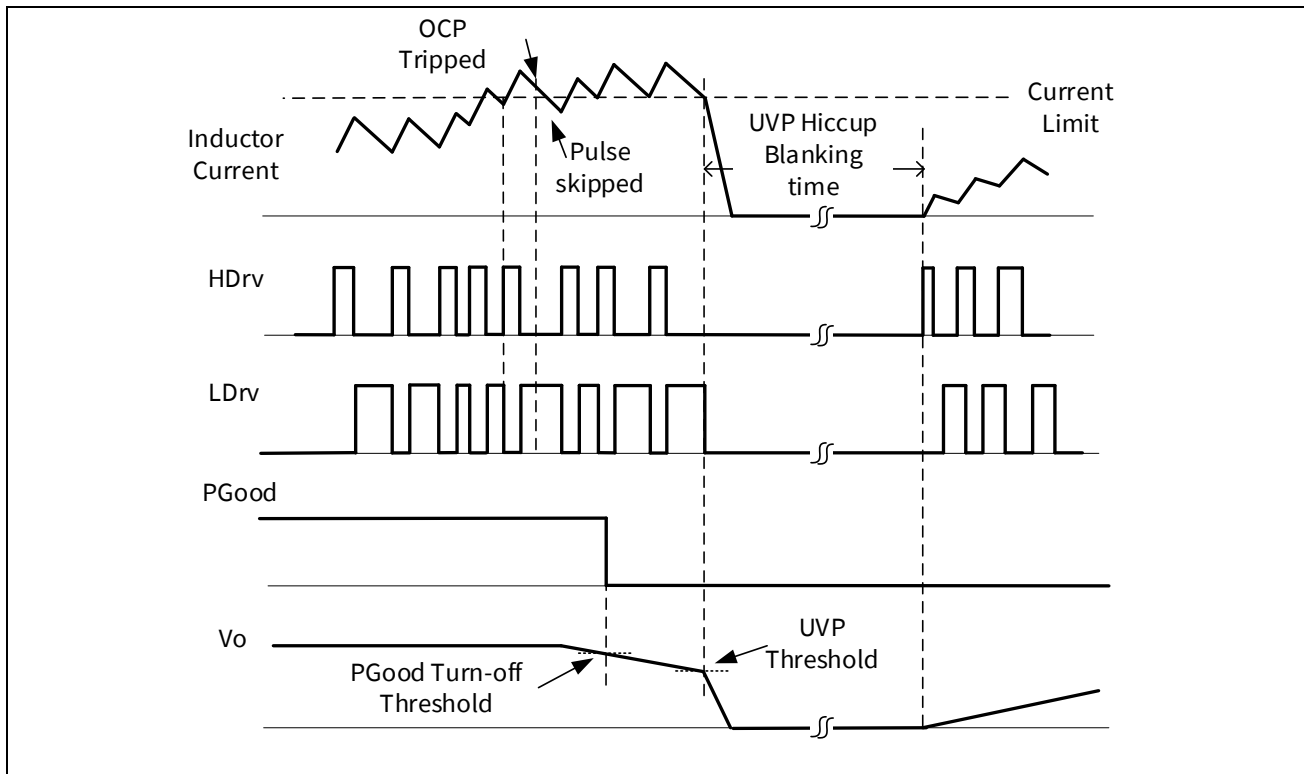 OCP
Tripped
Current
Limit
UVP Hiccup
Blanking
time
Inductor
Current
Pulse
skipped
HDrv
LDrv
PGood
Vo
UVP
Threshold
PGood Turn-off
Threshold